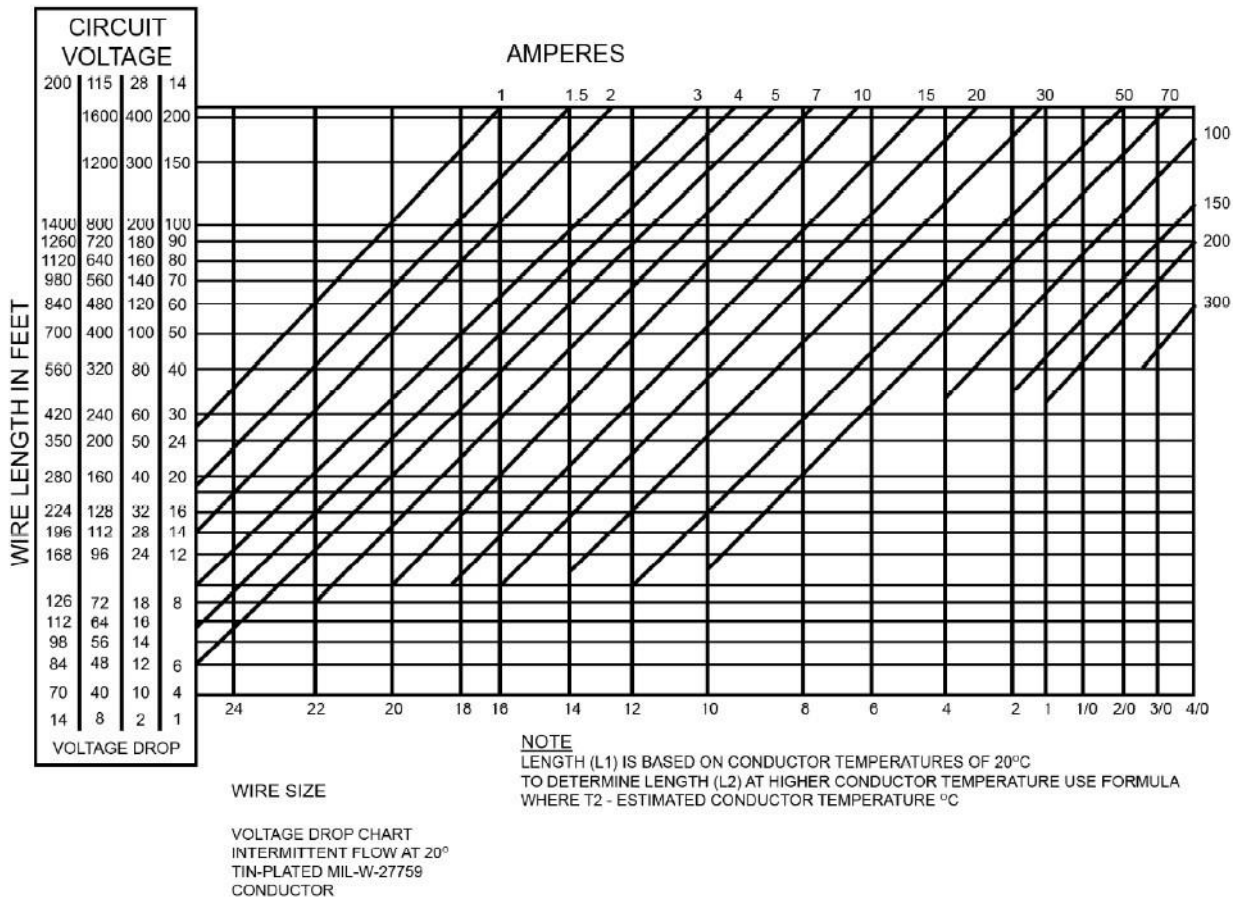 CIRCUIT
VOLTAGE
AMPERES
200 115 28 14
1 1.5 2 3 4 5 7 10 15 20 30 50 70
1600 400 200
100
1200 300 150
150
1400 800 200 100
1260 720 180 90
200
1120 640 160 80
980 560 140 70
840 480 120 60
300
700 400 100 50
560 320 80 40
420 240 60 30
350 200 50 24
280 160 40 20
224 128 32 16
196 112 28 14
168 96 24 12
126 72 18 8
112 64 16
98 56 14
84 48 12 6
70 40 10 4
14 8 2 1
WIRE LENGTH IN FEET
24 22 20 18 16 14 12 10 8 6 4 2 1 1/0 2/0 3/0 4/0
VOLTAGE DROP
NOTE
LENGTH (L1) IS BASED ON CONDUCTOR TEMPERATURES OF 20°C
TO DETERMINE LENGTH (L2) AT HIGHER CONDUCTOR TEMPERATURE USE FORMULA
WHERE T2 - ESTIMATED CONDUCTOR TEMPERATURE °C
WIRE SIZE
VOLTAGE DROP CHART
INTERMITTENT FLOW AT 20°
TIN-PLATED MIL-W-27759
CONDUCTOR